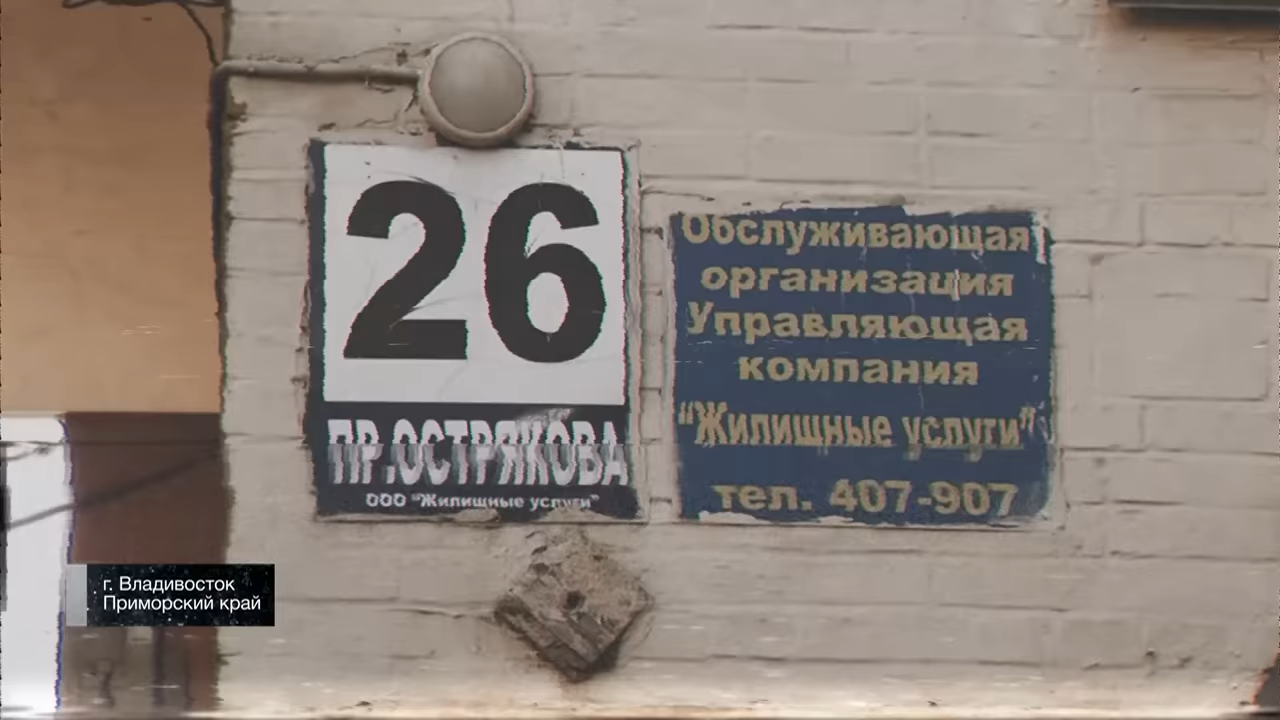 26
ПР.ОСТРЯКОВА
ООО "Жилищные услуги"
Обслуживающая
организация
Управляющая
компания
"Жилищные услуги"
тел. 407-907
г. Владивосток
Приморский край